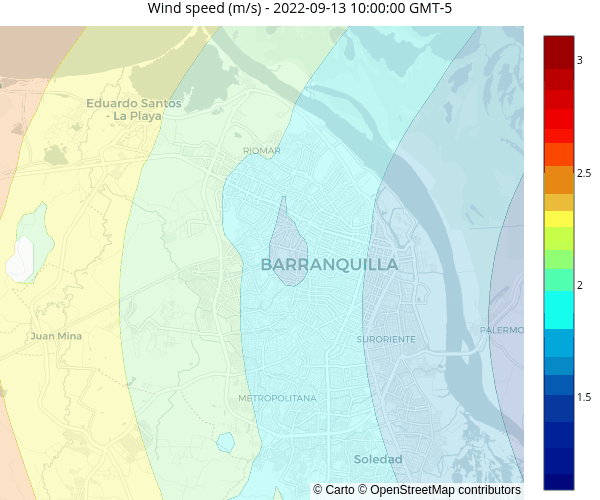 Wind speed (m/s) - 2022-09-13 10:00:00 GMT-5
Eduardo Santos
- La Playa
RIOMAR
BARRANQUILLA
Juan Mina
SURORIENTE
PALERMO
METROPOLITANA
Soledad
© Carto © OpenStreetMap contributors
3
2.5
2
1.5